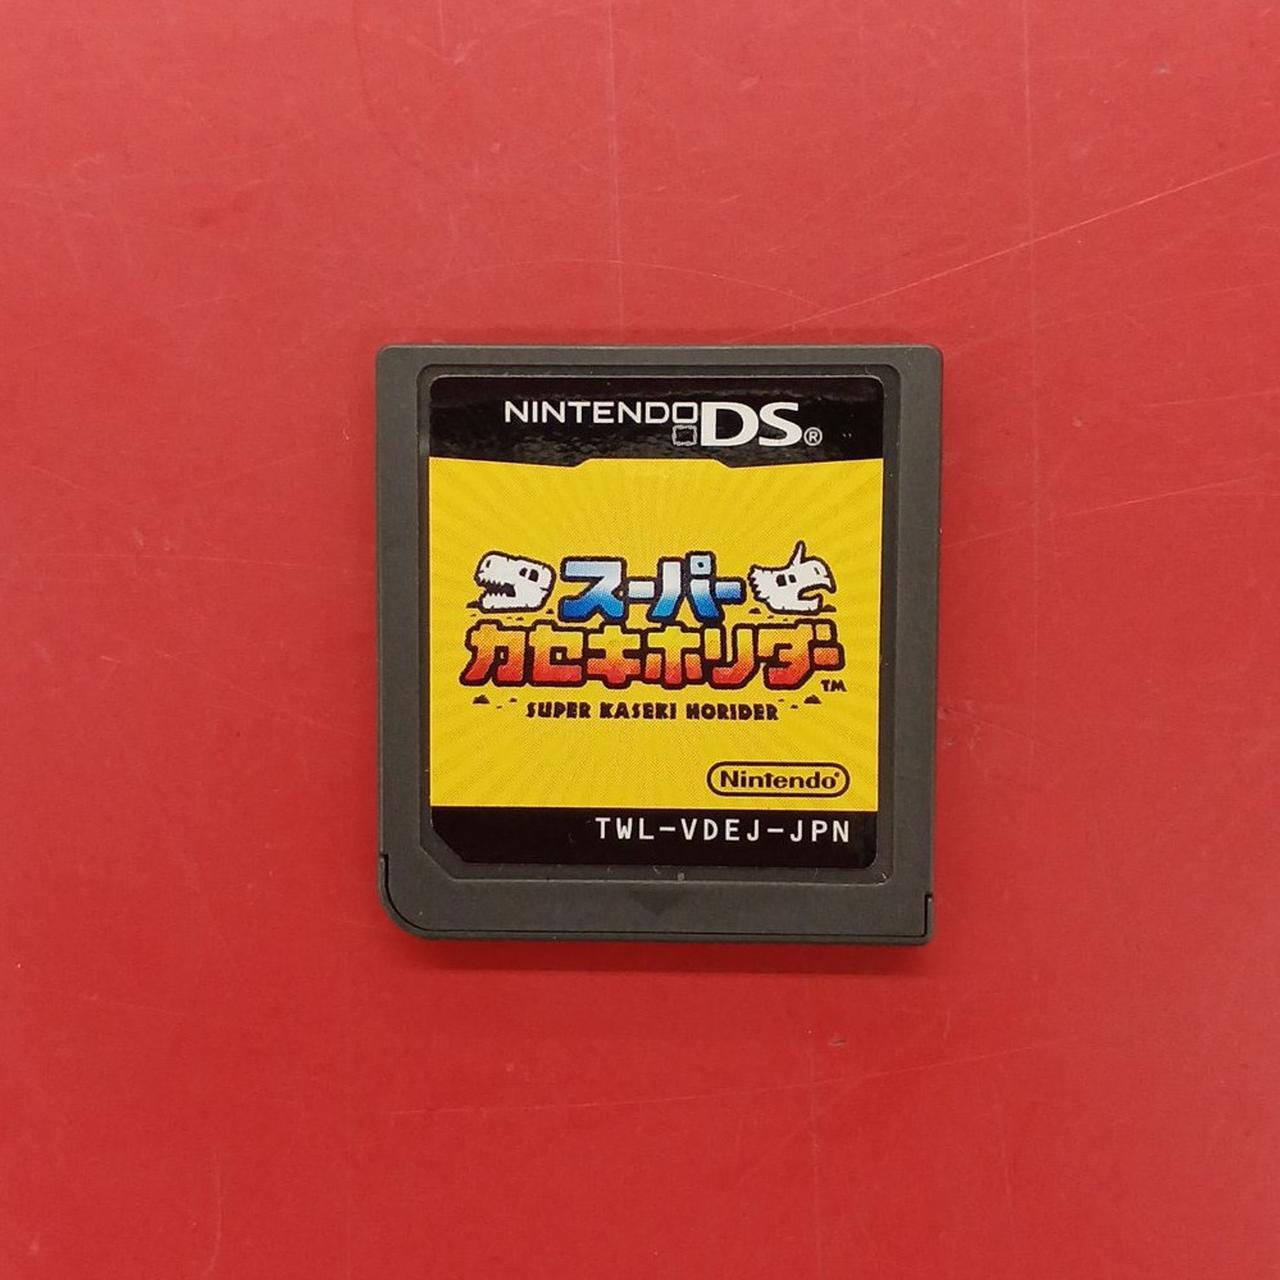 NINTENDO DS®
スーパー
カセキホリダー™
SUPER KASEKI HORIDER
Nintendo®
TWL-VDEJ-JPN